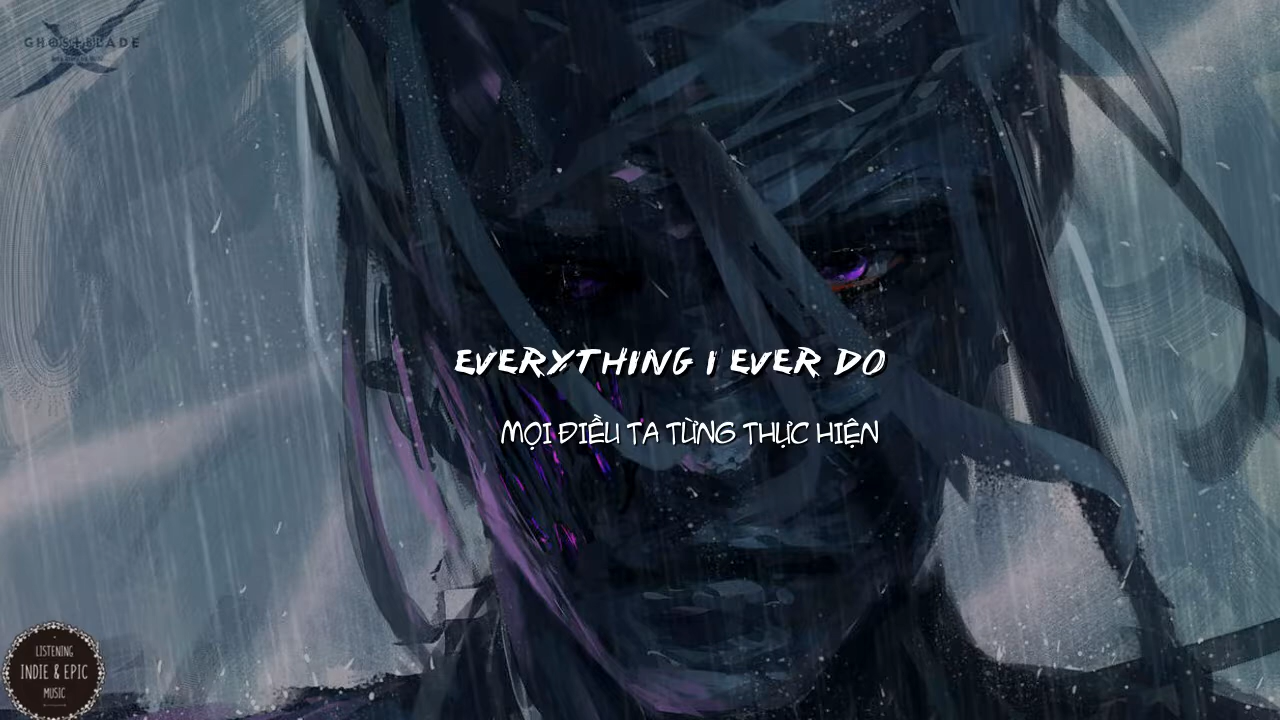 GHOSTBLADE
EVERYTHING I EVER DO
MỌI ĐIỀU TA TỪNG THỰC HIỆN
LISTENING
INDIE & EPIC
MUSIC